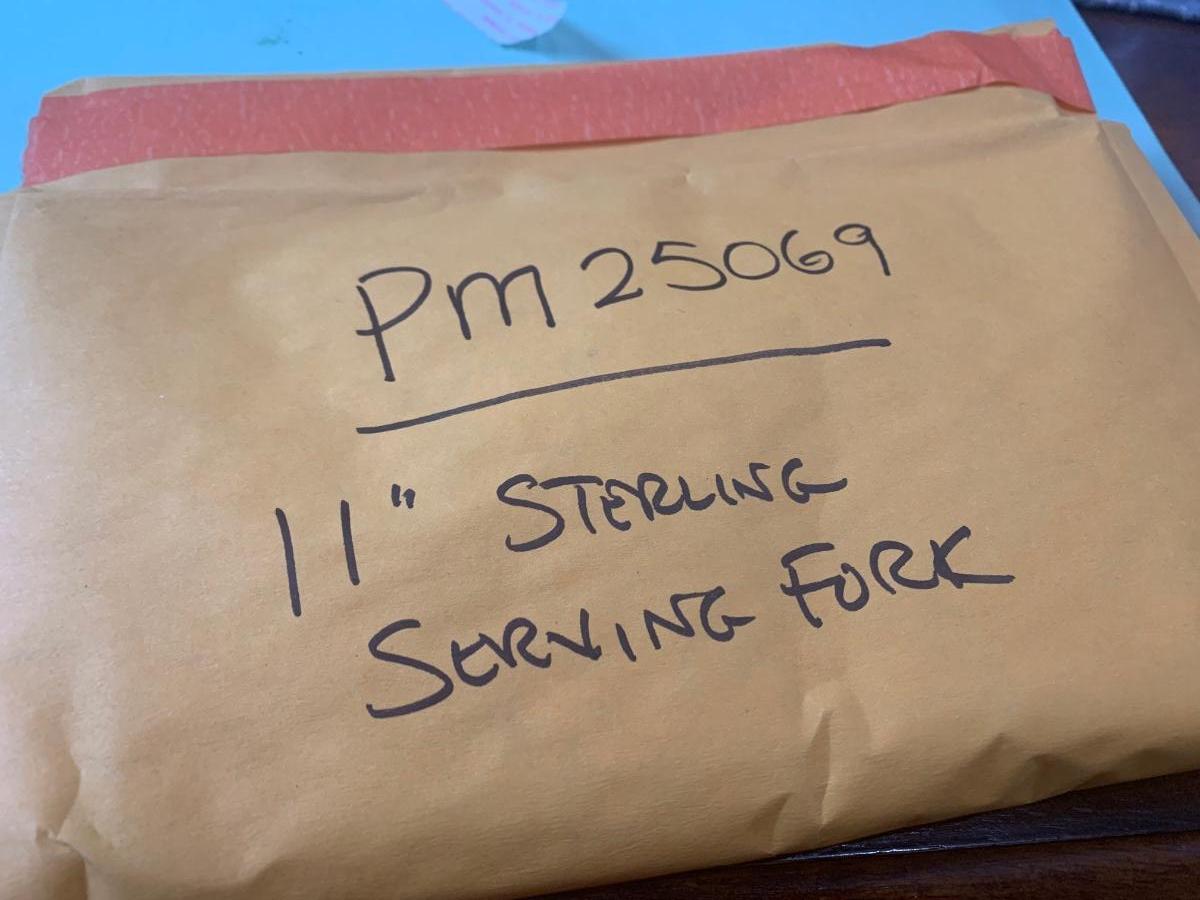 PM 25069
11" STERLING
SERVING FORK